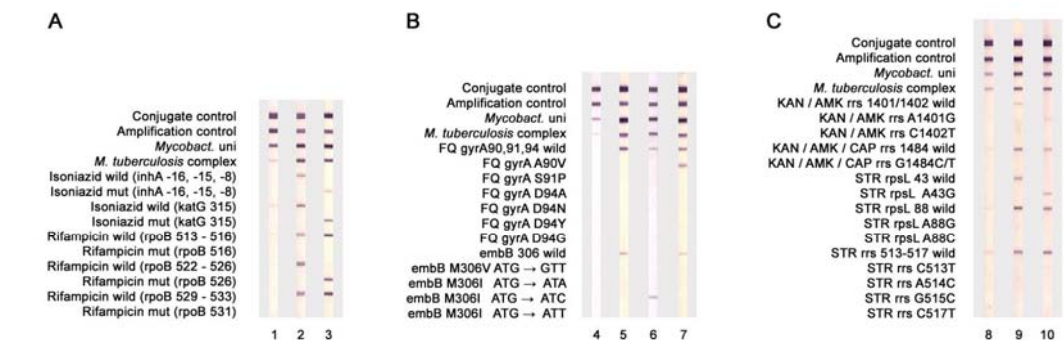 A
Conjugate control
Amplification control
Mycobact. uni
M. tuberculosis complex
Isoniazid wild (inhA -16, -15, -8)
Isoniazid mut (inhA -16, -15, -8)
Isoniazid wild (katG 315)
Isoniazid mut (katG 315)
Rifampicin wild (rpoB 513 - 516)
Rifampicin mut (rpoB 516)
Rifampicin wild (rpoB 522 - 526)
Rifampicin mut (rpoB 526)
Rifampicin wild (rpoB 529 - 533)
Rifampicin mut (rpoB 531)
1 2 3
B
Conjugate control
Amplification control
Mycobact. uni
M. tuberculosis complex
FQ gyrA90,91,94 wild
FQ gyrA A90V
FQ gyrA S91P
FQ gyrA D94A
FQ gyrA D94N
FQ gyrA D94Y
FQ gyrA D94G
embB 306 wild
embB M306V ATG → GTT
embB M306I ATG → ATA
embB M306I ATG → ATC
embB M306I ATG → ATT
4 5 6 7
C
Conjugate control
Amplification control
Mycobact. uni
M. tuberculosis complex
KAN / AMK rrs 1401/1402 wild
KAN / AMK rrs A1401G
KAN / AMK rrs C1402T
KAN / AMK / CAP rrs 1484 wild
KAN / AMK / CAP rrs G1484C/T
STR rpsL 43 wild
STR rpsL A43G
STR rpsL 88 wild
STR rpsL A88G
STR rpsL A88C
STR rrs 513-517 wild
STR rrs C513T
STR rrs A514C
STR rrs G515C
STR rrs C517T
8 9 10